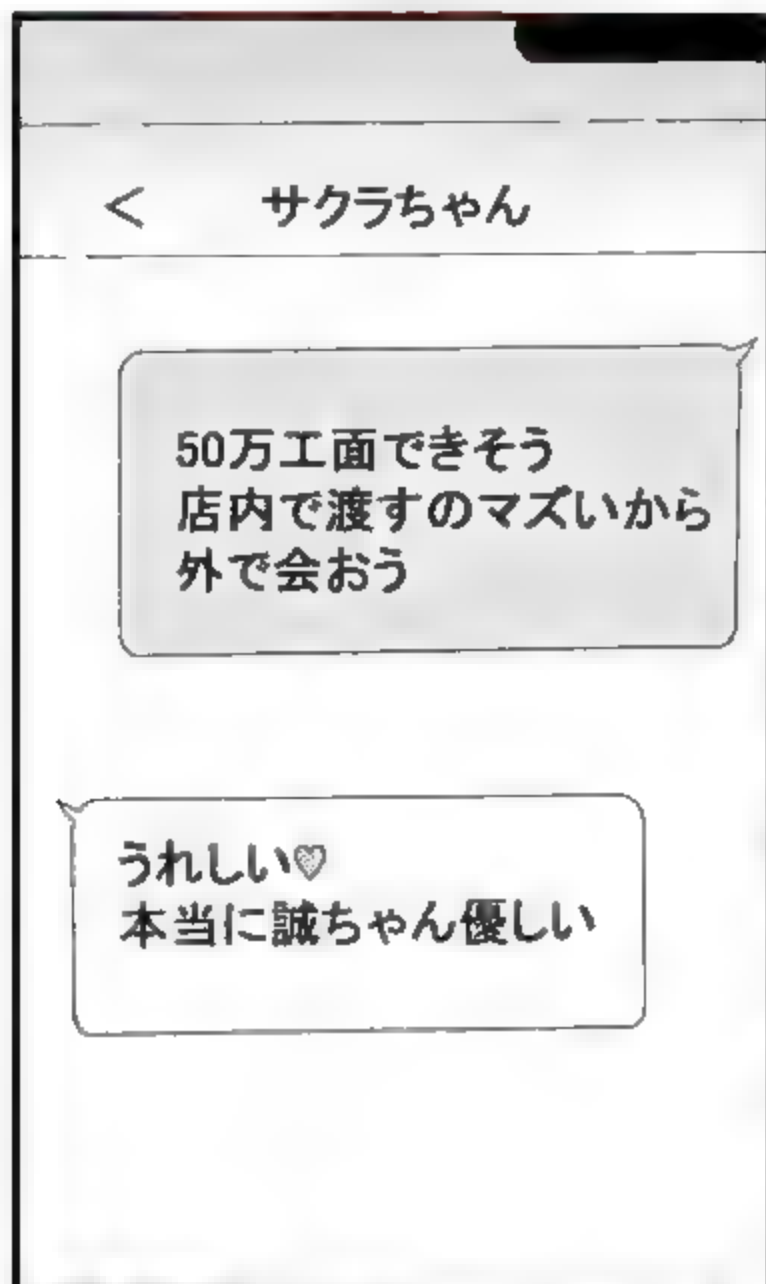 < サクラちゃん
50万工面できそう
店内で渡すのマズいから
外で会おう
うれしい♡
本当に誠ちゃん優しい